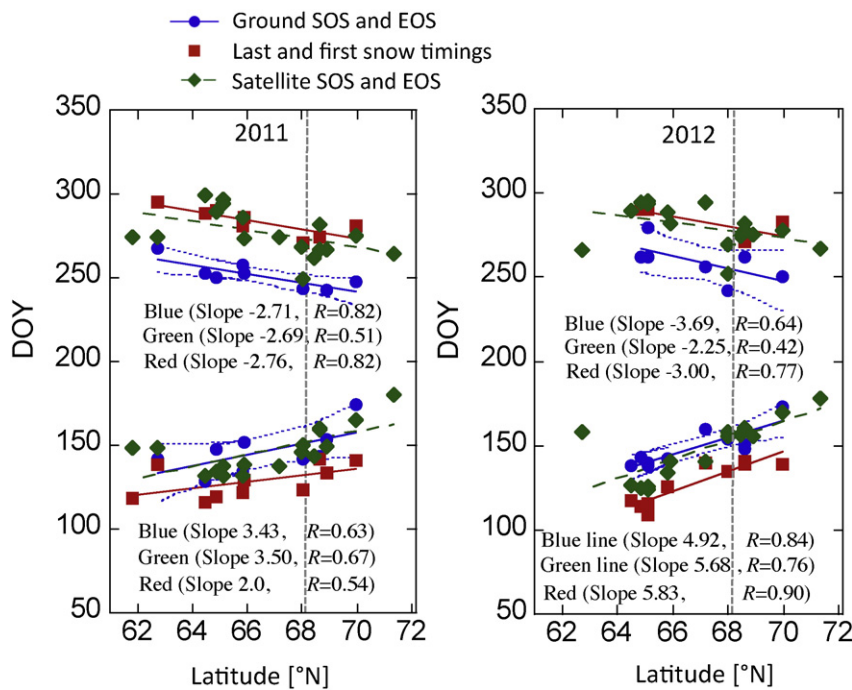 Ground SOS and EOS
Last and first snow timings
Satellite SOS and EOS
350
300
250
200
150
100
50
DOY
2011
Blue (Slope -2.71, R=0.82)
Green (Slope -2.69, R=0.51)
Red (Slope -2.76, R=0.82)
Blue (Slope 3.43, R=0.63)
Green (Slope 3.50, R=0.67)
Red (Slope 2.0, R=0.54)
62 64 66 68 70 72
Latitude [°N]
350
300
250
200
150
100
50
DOY
2012
Blue (Slope -3.69, R=0.64)
Green (Slope -2.25, R=0.42)
Red (Slope -3.00, R=0.77)
Blue line (Slope 4.92, R=0.84)
Green line (Slope 5.68, R=0.76)
Red (Slope 5.83, R=0.90)
62 64 66 68 70 72
Latitude [°N]